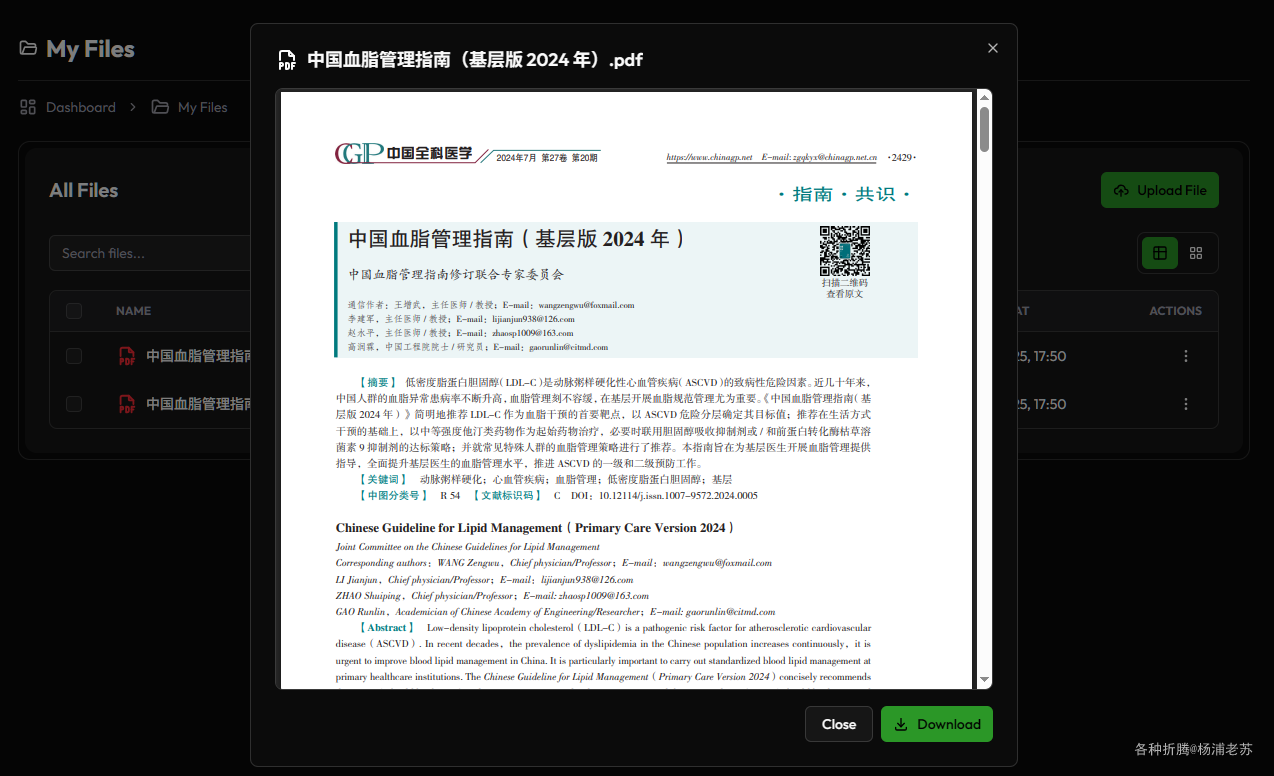 My Files
Dashboard
My Files
All Files
Search files...
NAME
中国血脂管理指南
中国血脂管理指南
中国血脂管理指南（基层版 2024 年）.pdf
CGP 中国全科医学 2024年7月 第27卷 第20期
https://www.chinagp.net E-mail: zgqkyx@chinagp.net.cn ·2429·
·指南·共识·
中国血脂管理指南（基层版 2024 年）
中国血脂管理指南修订联合专家委员会
通信作者：王增武，主任医师 / 教授；E-mail：wangzengwu@foxmail.com
李建军，主任医师 / 教授；E-mail：lijianjun938@126.com
赵水平，主任医师 / 教授；E-mail：zhaosp1009@163.com
高润霖，中国工程院院士 / 研究员；E-mail：gaorunlin@citmd.com
扫描二维码
查看原文
【摘要】 低密度脂蛋白胆固醇（LDL-C）是动脉粥样硬化性心血管疾病（ASCVD）的致病性危险因素。近几十年来，
中国人群的血脂异常患病率不断升高，血脂管理刻不容缓，在基层开展血脂规范管理尤为重要。《中国血脂管理指南（基
层版 2024 年）》简明地推荐 LDL-C 作为血脂干预的首要靶点，以 ASCVD 危险分层确定其目标值；推荐在生活方式
干预的基础上，以中等强度他汀类药物作为起始药物治疗，必要时联用胆固醇吸收抑制剂或 / 和前蛋白转化酶枯草溶
菌素 9 抑制剂的达标策略；并就常见特殊人群的血脂管理策略进行了推荐。本指南旨在为基层医生开展血脂管理提供
指导，全面提升基层医生的血脂管理水平，推进 ASCVD 的一级和二级预防工作。
【关键词】 动脉粥样硬化；心血管疾病；血脂管理；低密度脂蛋白胆固醇；基层
【中图分类号】 R 54 【文献标识码】 C DOI：10.12114/j.issn.1007-9572.2024.0005
Chinese Guideline for Lipid Management（Primary Care Version 2024）
Joint Committee on the Chinese Guidelines for Lipid Management
Corresponding authors：WANG Zengwu，Chief physician/Professor；E-mail：wangzengwu@foxmail.com
LI Jianjun，Chief physician/Professor；E-mail：lijianjun938@126.com
ZHAO Shuiping，Chief physician/Professor；E-mail: zhaosp1009@163.com
GAO Runlin，Academician of Chinese Academy of Engineering/Researcher；E-mail: gaorunlin@citmd.com
【Abstract】 Low-density lipoprotein cholesterol（LDL-C）is a pathogenic risk factor for atherosclerotic cardiovascular
disease（ASCVD）. In recent decades，the prevalence of dyslipidemia in the Chinese population increases continuously，it is
urgent to improve blood lipid management in China. It is particularly important to carry out standardized blood lipid management at
primary healthcare institutions. The Chinese Guideline for Lipid Management（Primary Care Version 2024）concisely recommends
Close
Download
Upload File
AT
ACTIONS
25, 17:50
25, 17:50
各种折腾@杨浦老苏